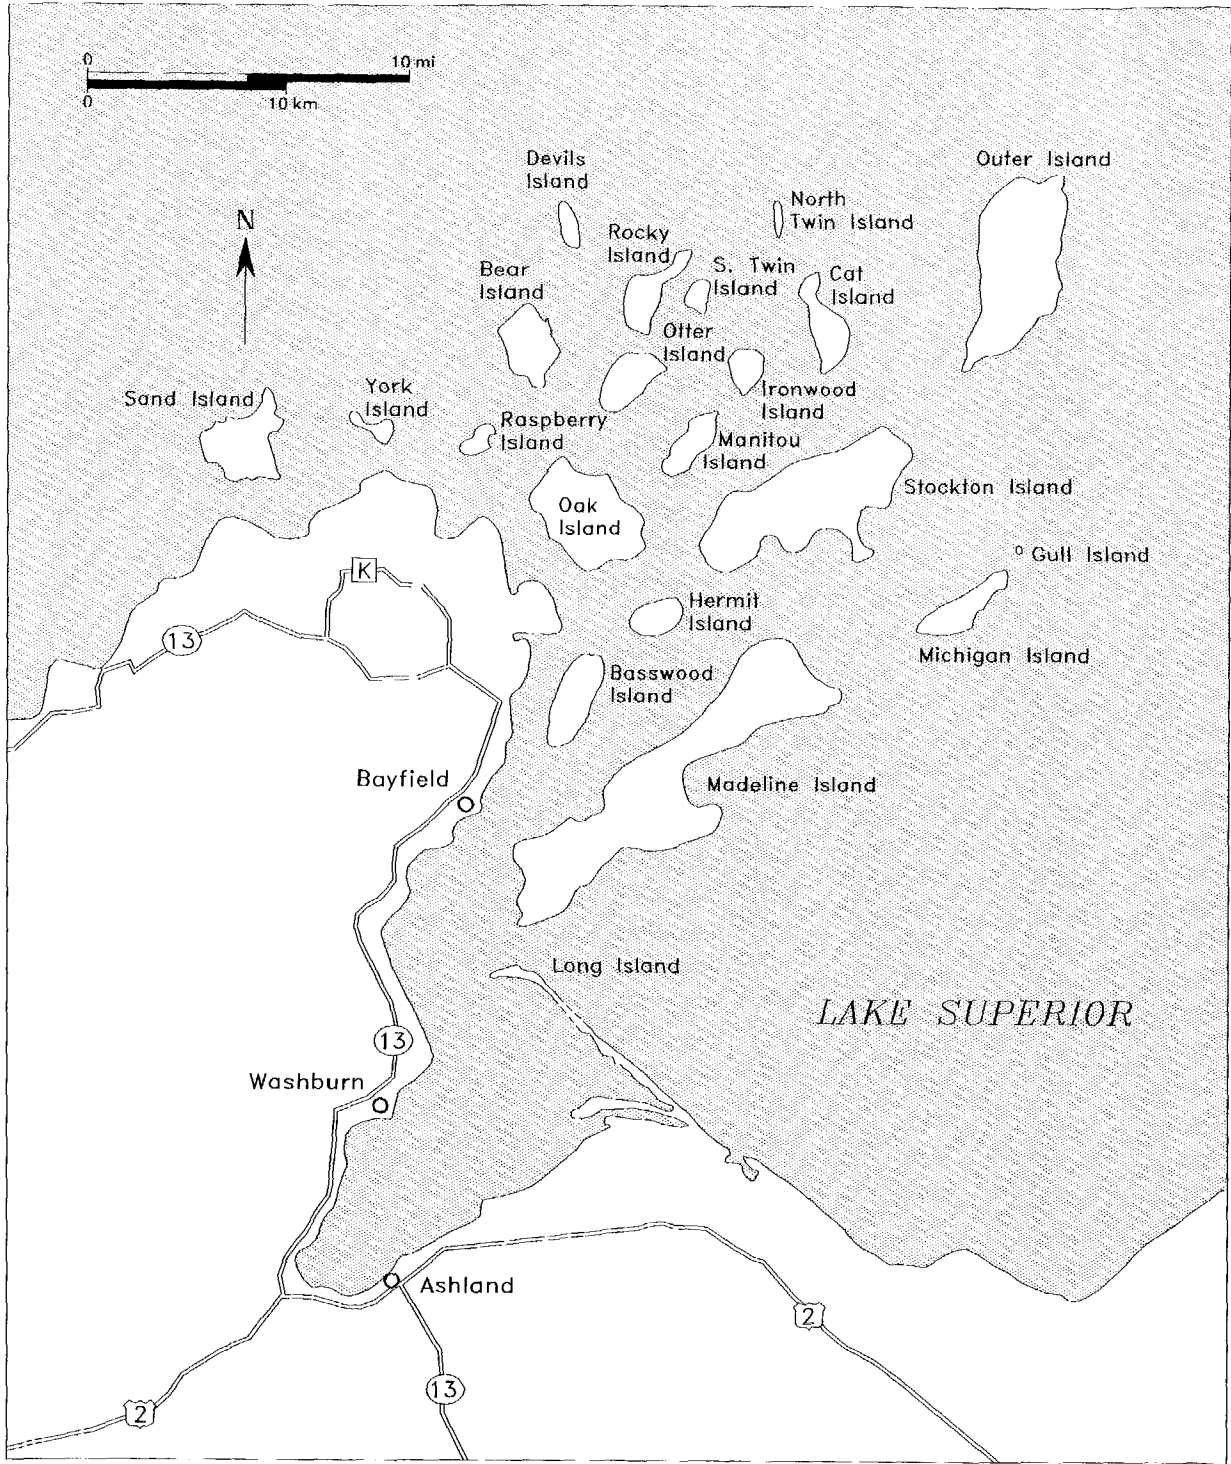 0 10 mi
0 10 km
N
Devils
Island
Outer Island
North
Twin Island
Rocky
Island
S. Twin
Island
Bear
Island
Cat
Island
Otter
Island
Ironwood
Island
Sand Island
York
Island
Raspberry
Island
Manitou
Island
Stockton Island
Oak
Island
Gull Island
K
Hermit
Island
13
Michigan Island
Basswood
Island
Bayfield
Madeline Island
Long Island
LAKE SUPERIOR
13
Washburn
Ashland
2
13
2